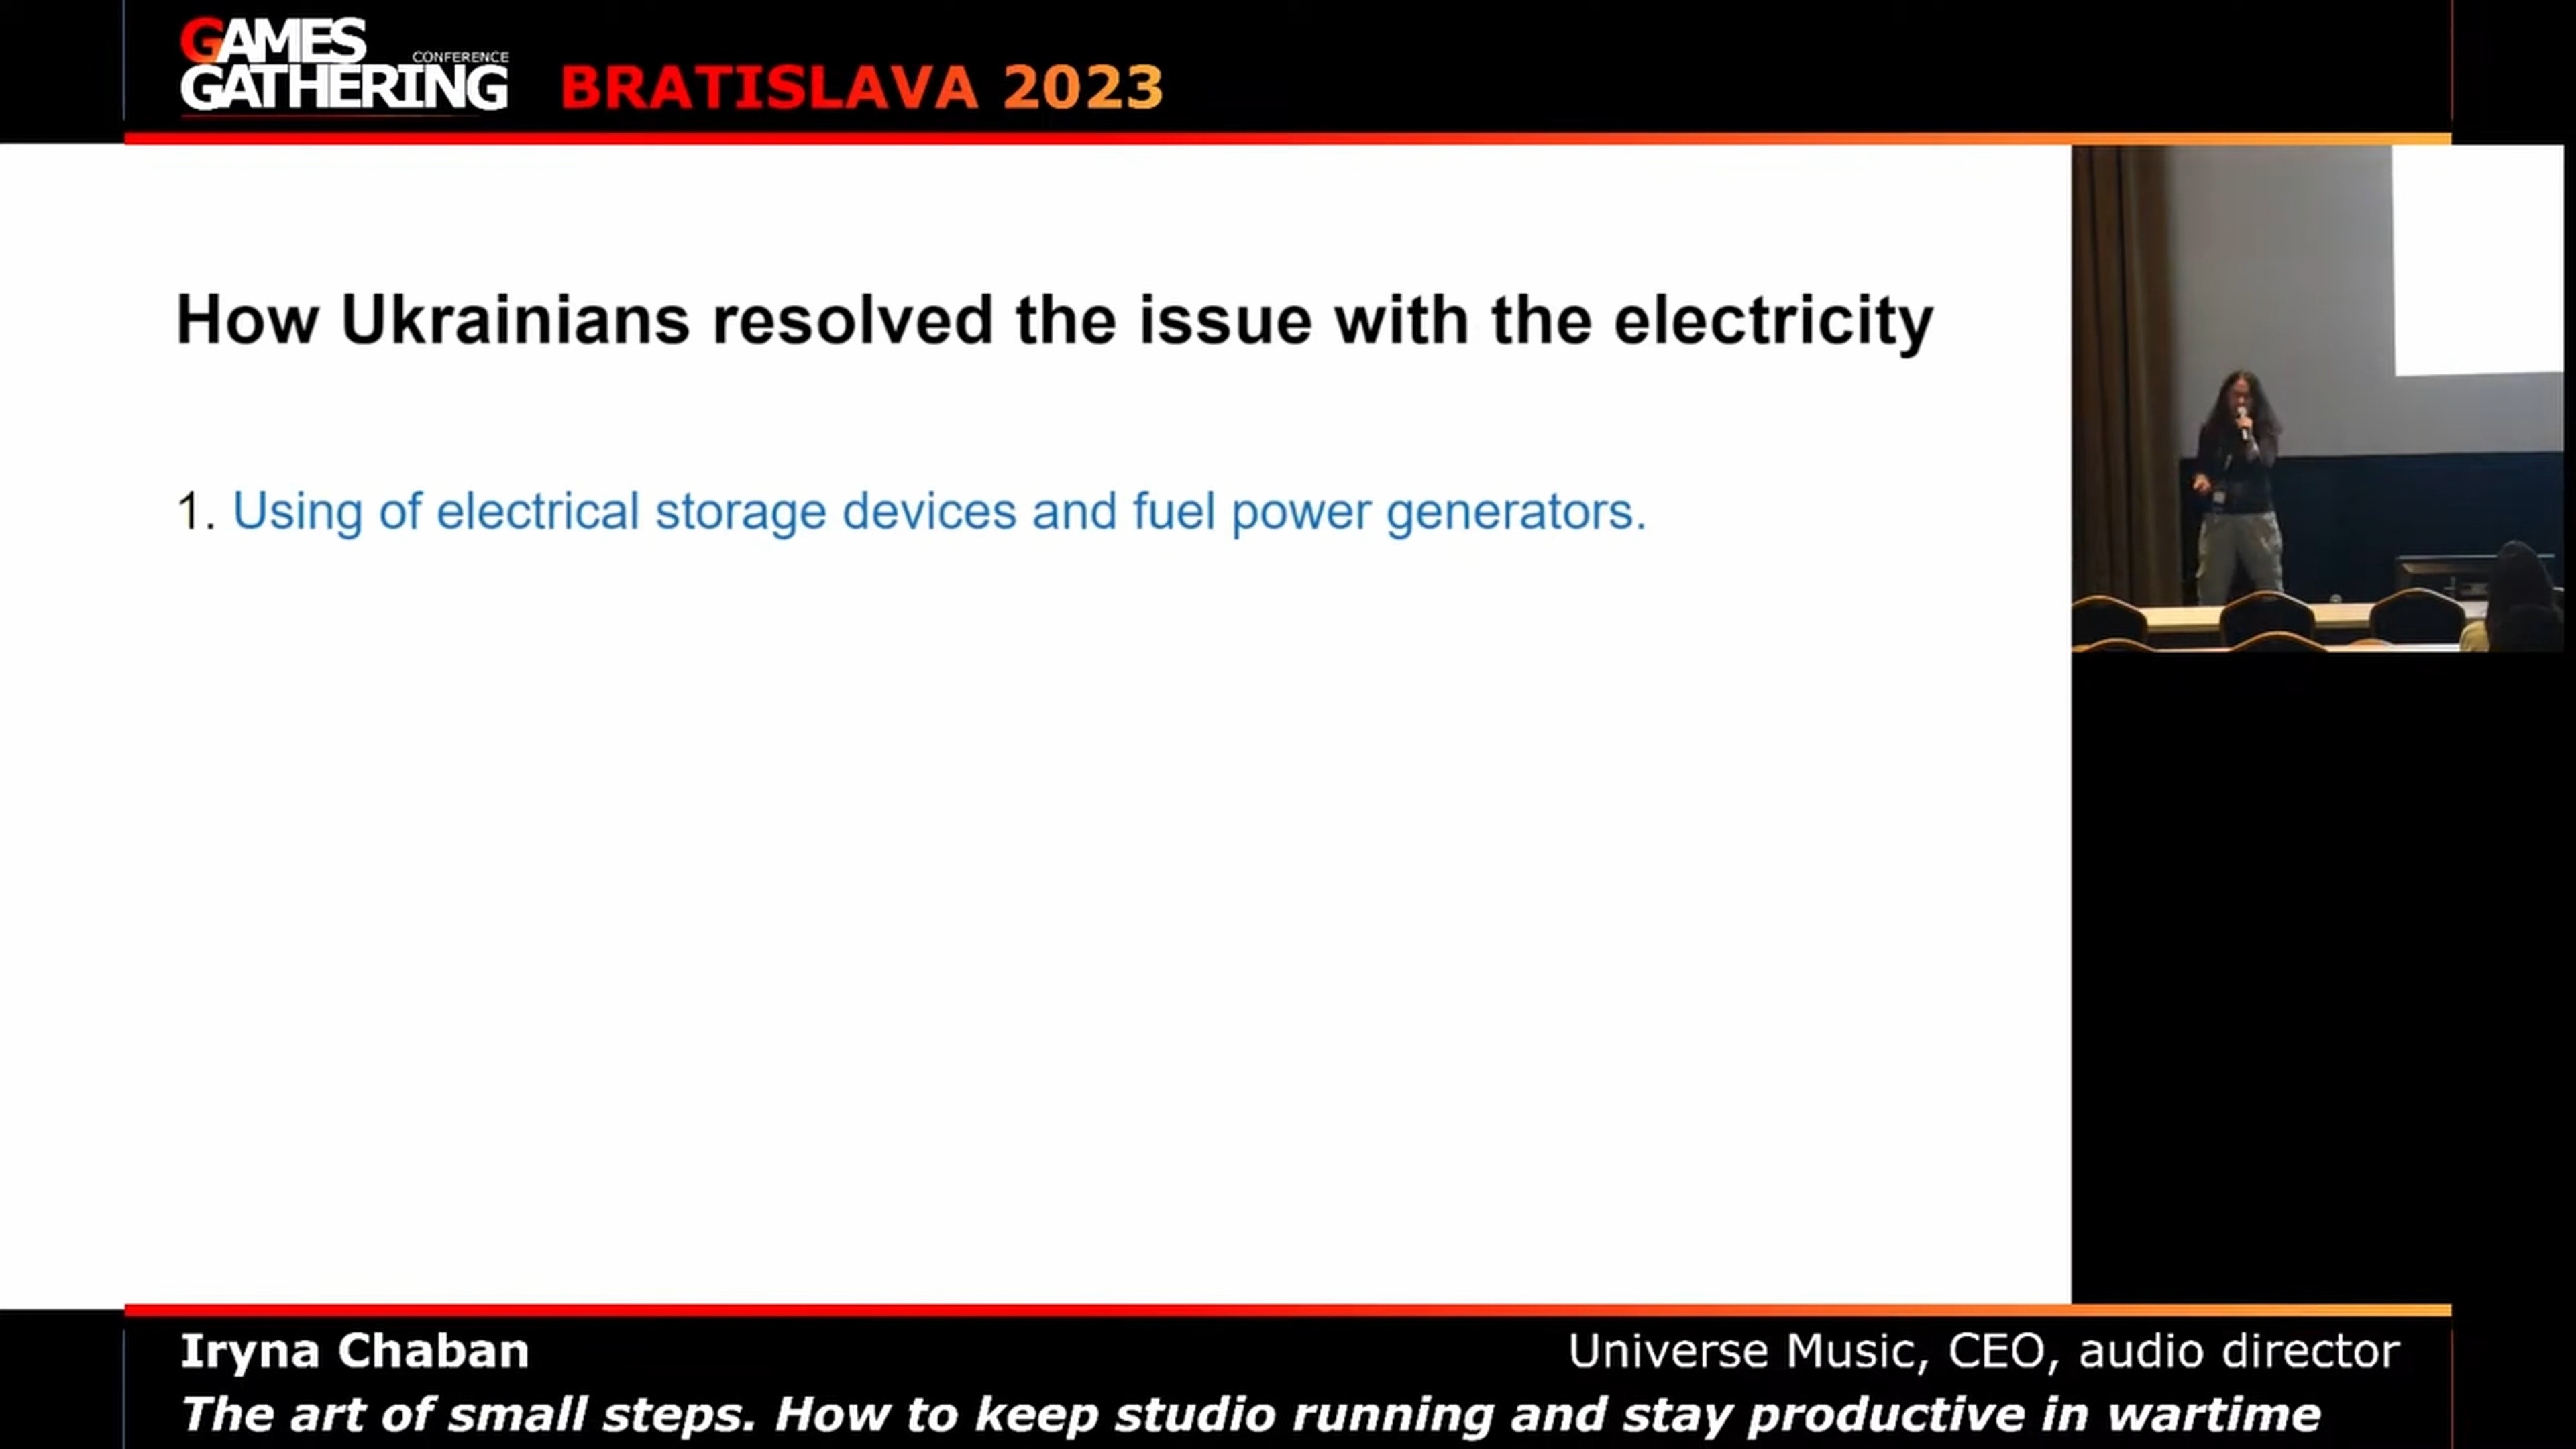 GAMES
CONFERENCE
GATHERING
BRATISLAVA 2023
How Ukrainians resolved the issue with the electricity
1. Using of electrical storage devices and fuel power generators.
Iryna Chaban
Universe Music, CEO, audio director
The art of small steps. How to keep studio running and stay productive in wartime